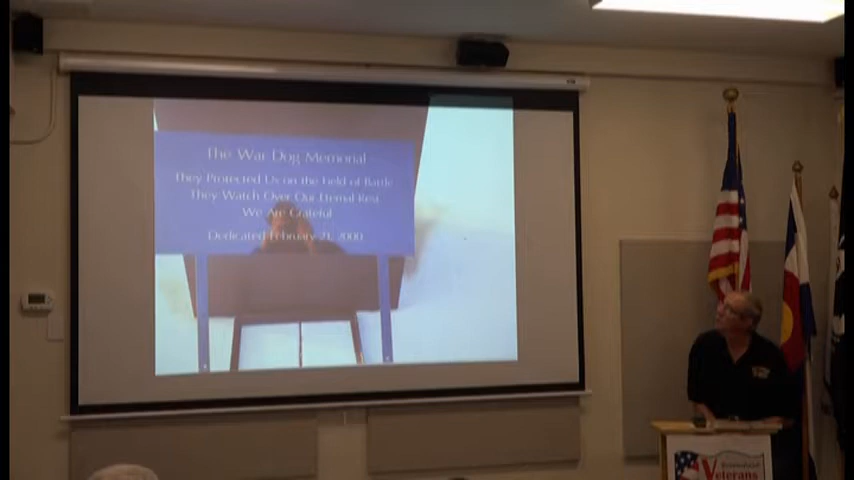 The War Dog Memorial
They Protected Us on the Field of Battle
They Watch Over Our Eternal Rest
We Are Grateful
Dedicated February 21, 2000
Veterans